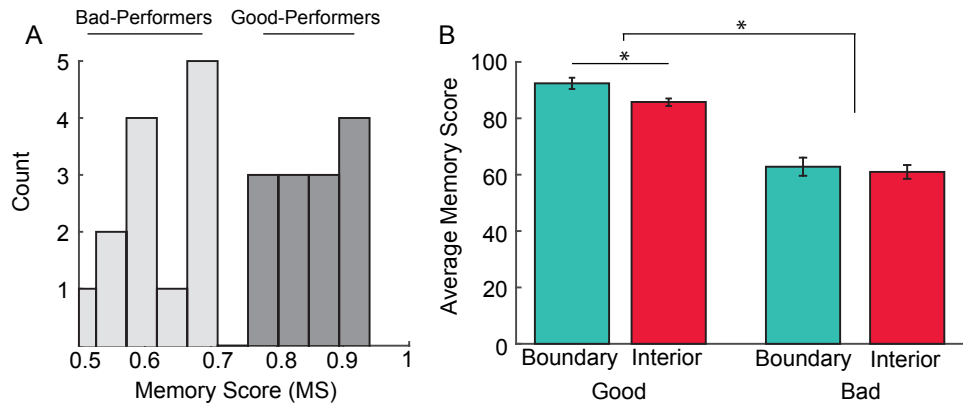 Bad-Performers Good-Performers
A
5
4
3
2
1
Count
0.5 0.6 0.7 0.8 0.9 1
Memory Score (MS)
B
*
*
100
80
60
40
20
0
Average Memory Score
Boundary Interior Boundary Interior
Good Bad